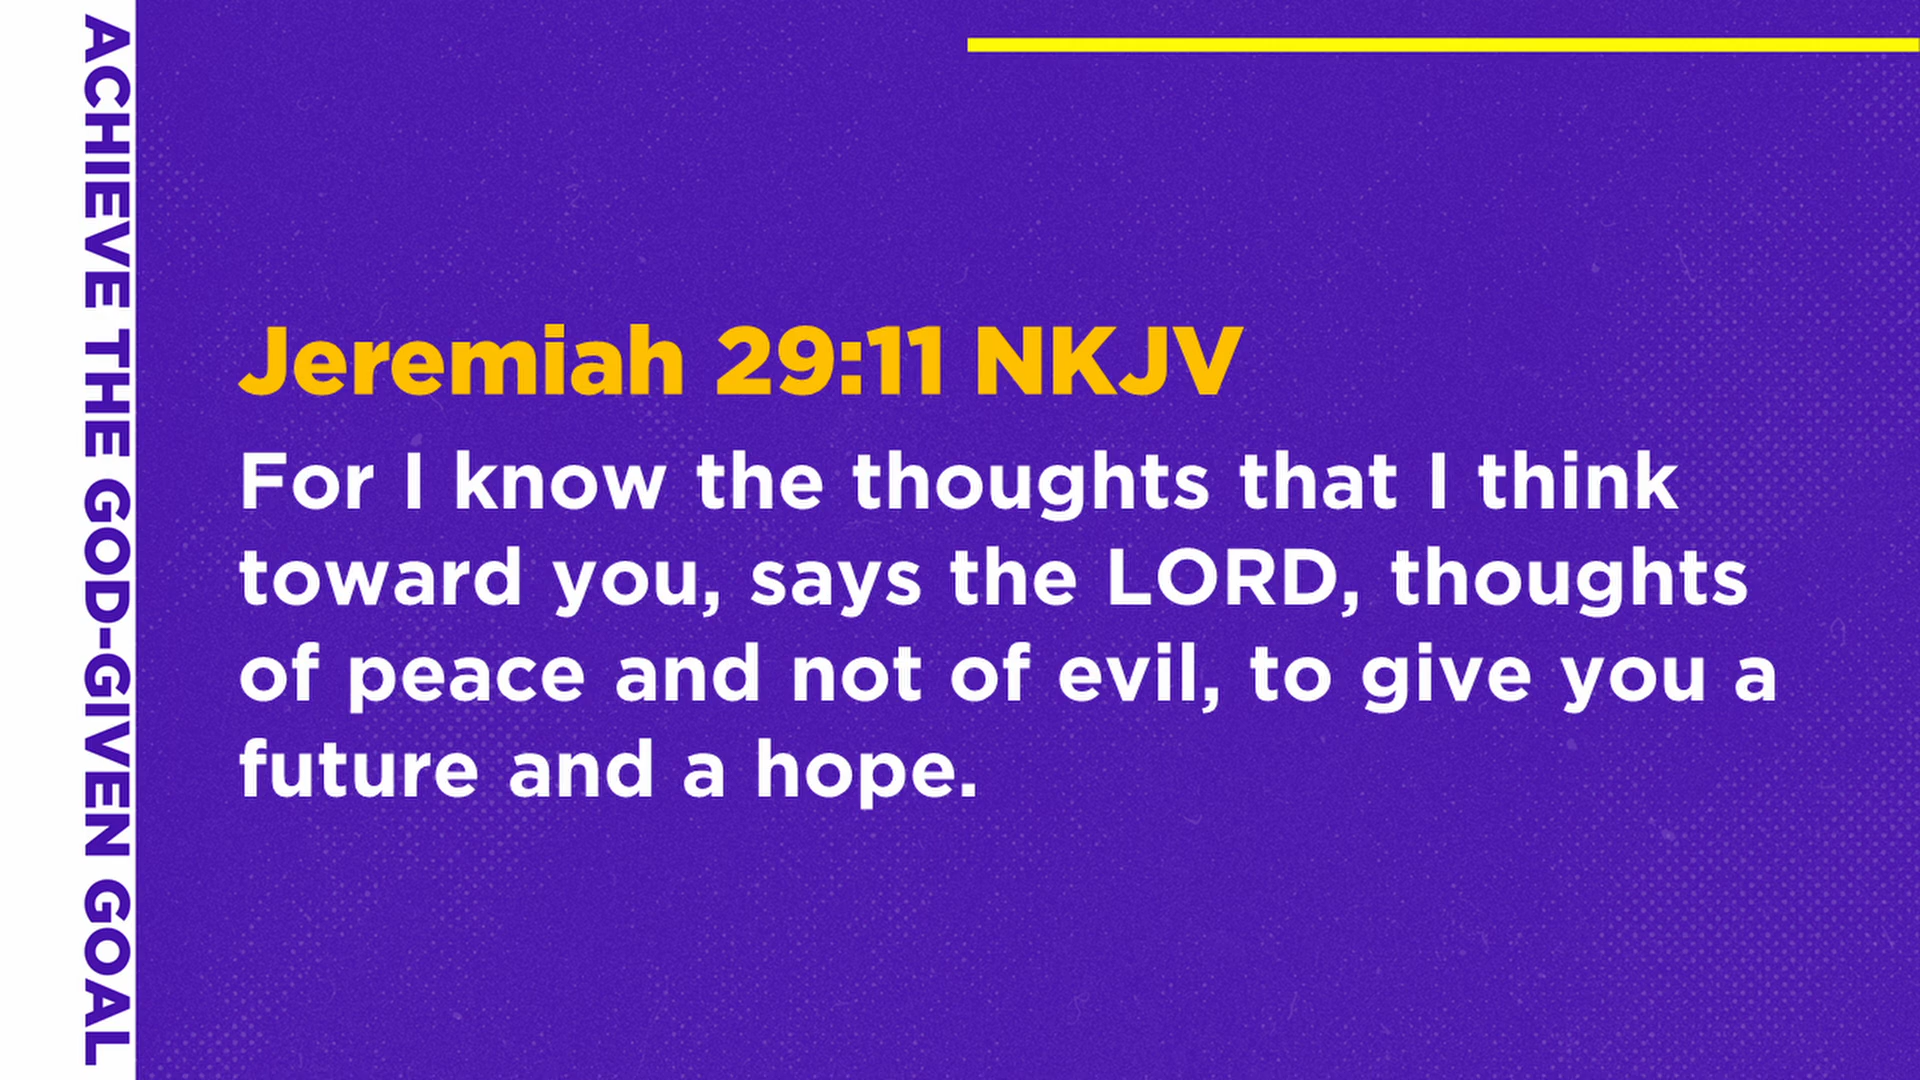 ACHIEVE THE GOD-GIVEN GOAL
Jeremiah 29:11 NKJV
For I know the thoughts that I think
toward you, says the LORD, thoughts
of peace and not of evil, to give you a
future and a hope.